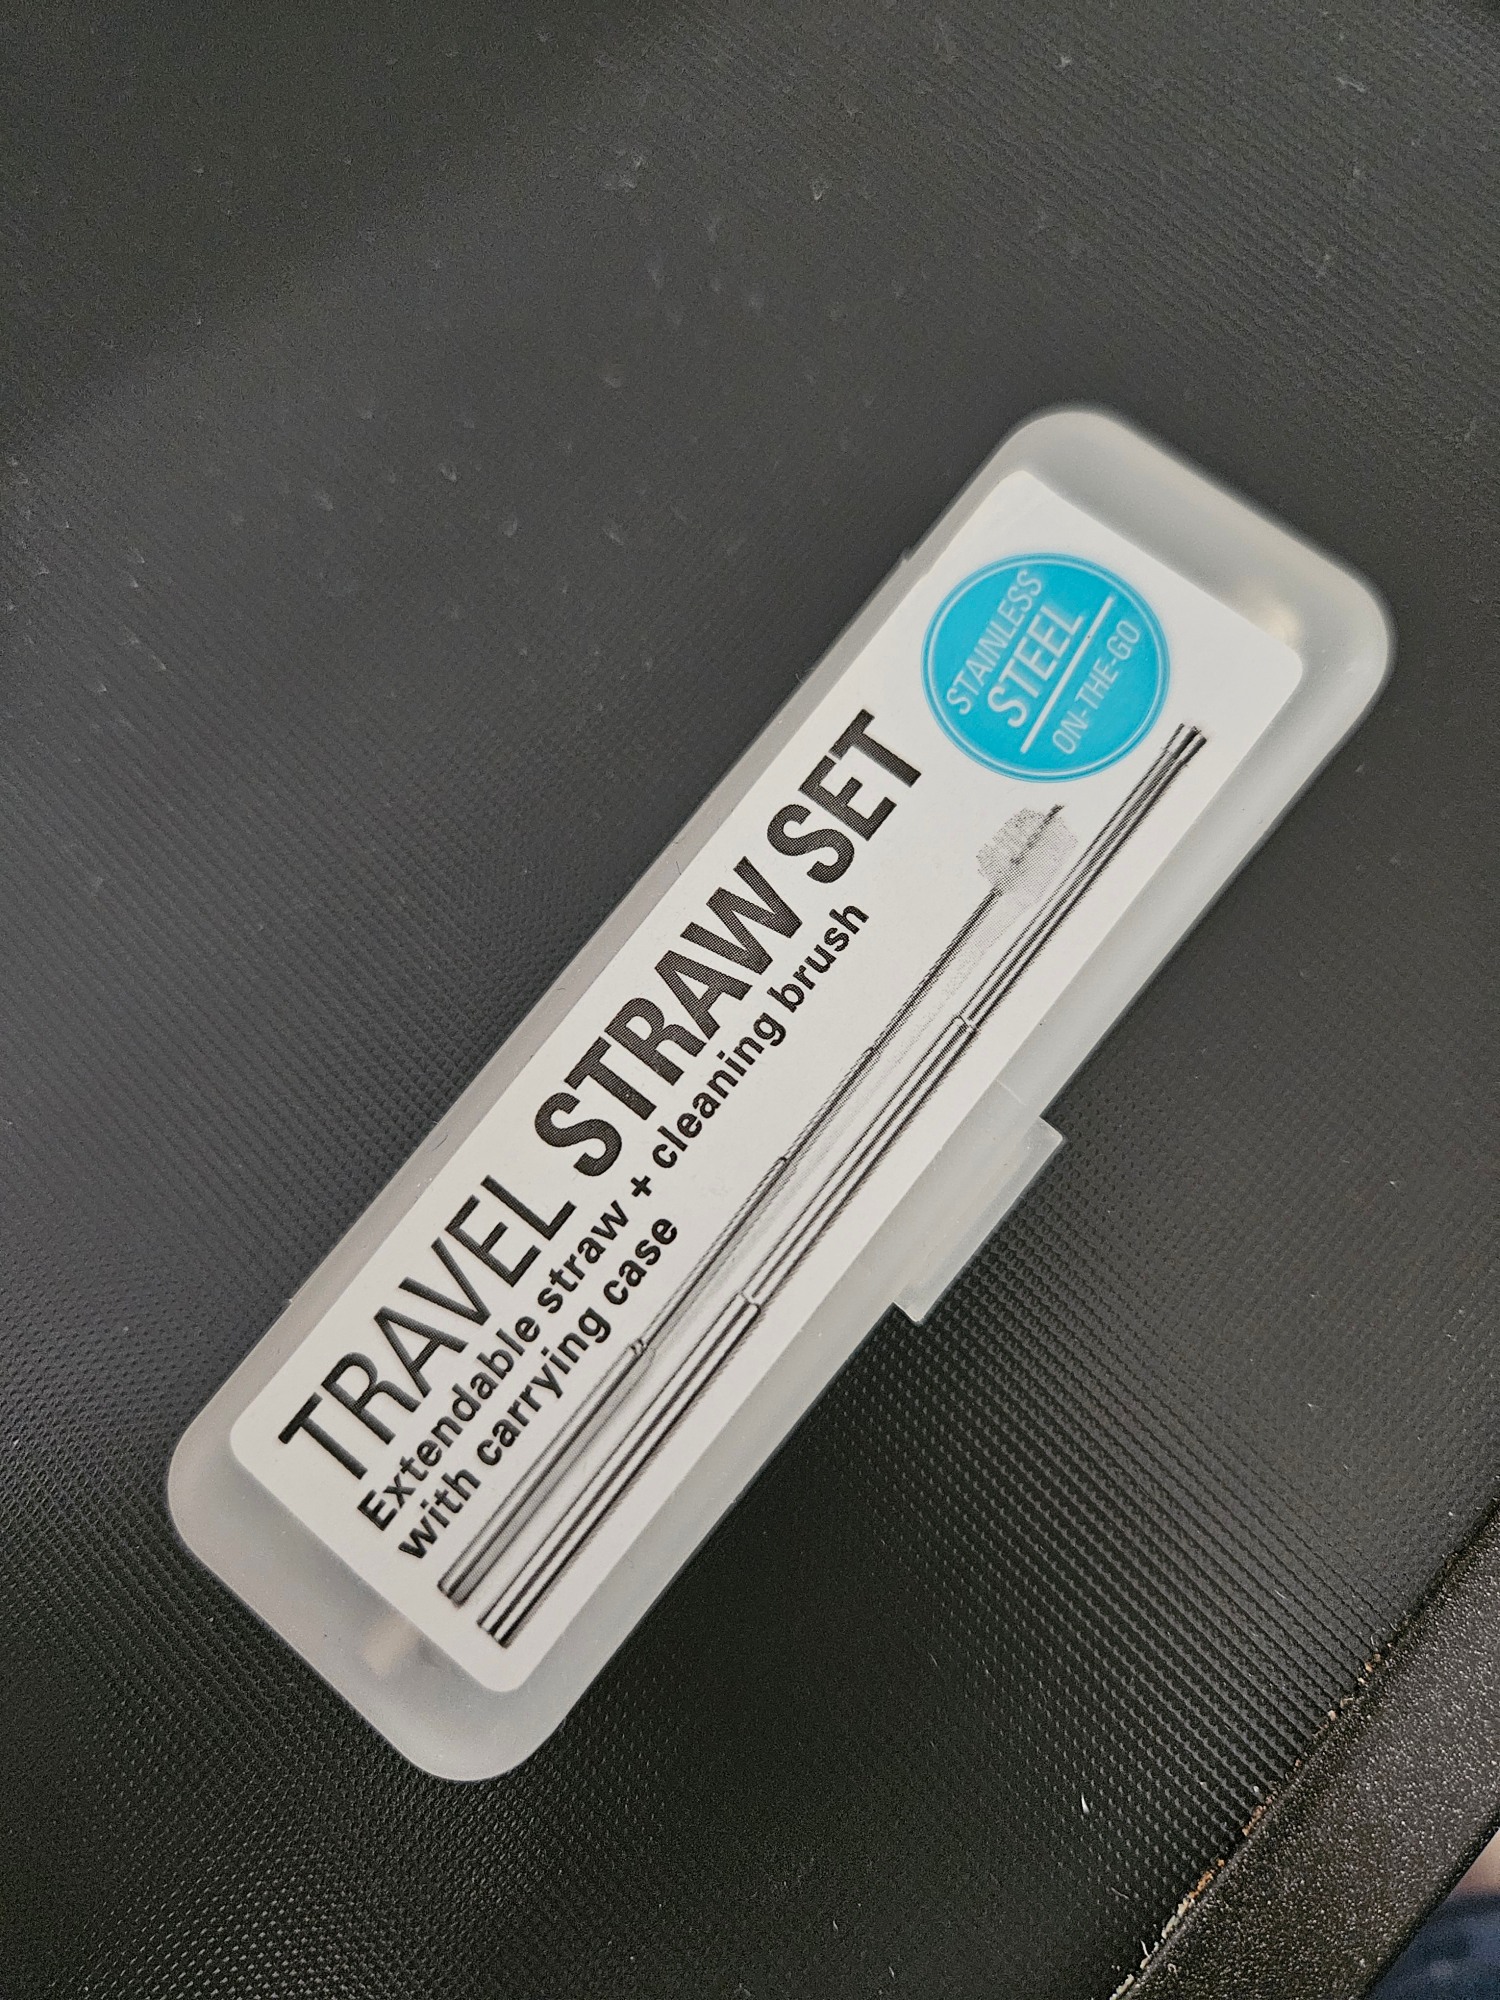 TRAVEL STRAW SET
Extendable straw + cleaning brush
with carrying case
STAINLESS
STEEL
ON-THE-GO